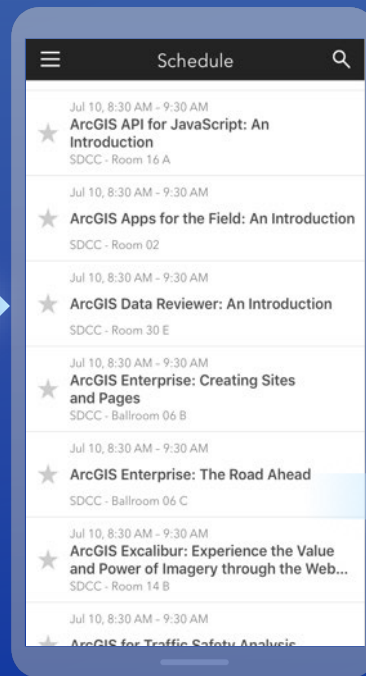 Schedule
Jul 10, 8:30 AM - 9:30 AM
ArcGIS API for JavaScript: An
Introduction
SDCC - Room 16 A
Jul 10, 8:30 AM - 9:30 AM
ArcGIS Apps for the Field: An Introduction
SDCC - Room 02
Jul 10, 8:30 AM - 9:30 AM
ArcGIS Data Reviewer: An Introduction
SDCC - Room 30 E
Jul 10, 8:30 AM - 9:30 AM
ArcGIS Enterprise: Creating Sites
and Pages
SDCC - Ballroom 06 B
Jul 10, 8:30 AM - 9:30 AM
ArcGIS Enterprise: The Road Ahead
SDCC - Ballroom 06 C
Jul 10, 8:30 AM - 9:30 AM
ArcGIS Excalibur: Experience the Value
and Power of Imagery through the Web...
SDCC - Room 14 B
Jul 10, 8:30 AM - 9:30 AM
ArcGIS for Traffic Safety Analysis